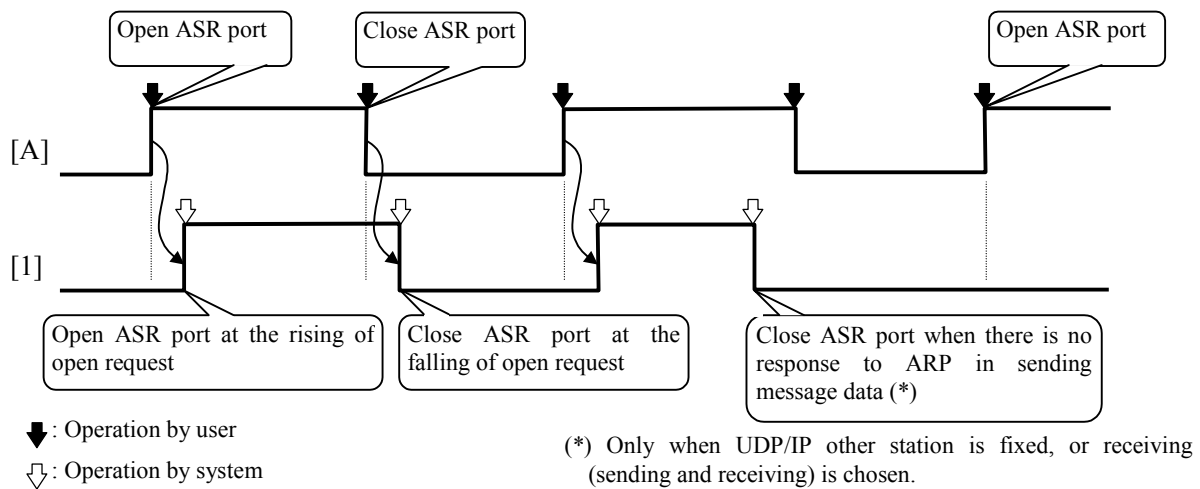 Open ASR port
Close ASR port
Open ASR port
[A]
[1]
Open ASR port at the rising of
open request
Close ASR port at the
falling of open request
Close ASR port when there is no
response to ARP in sending
message data (*)
: Operation by user
: Operation by system
(*) Only when UDP/IP other station is fixed, or receiving
(sending and receiving) is chosen.